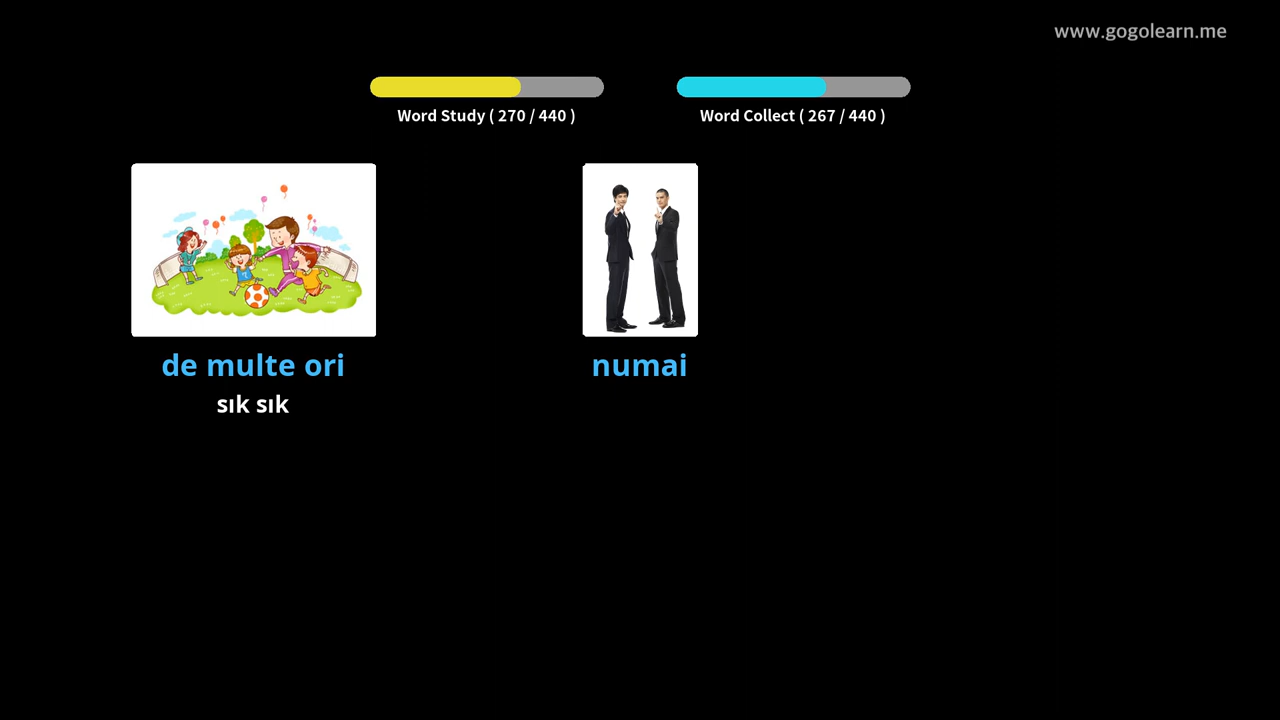 www.gogolearn.me
Word Study ( 270 / 440 )
Word Collect ( 267 / 440 )
de multe ori
numai
sık sık